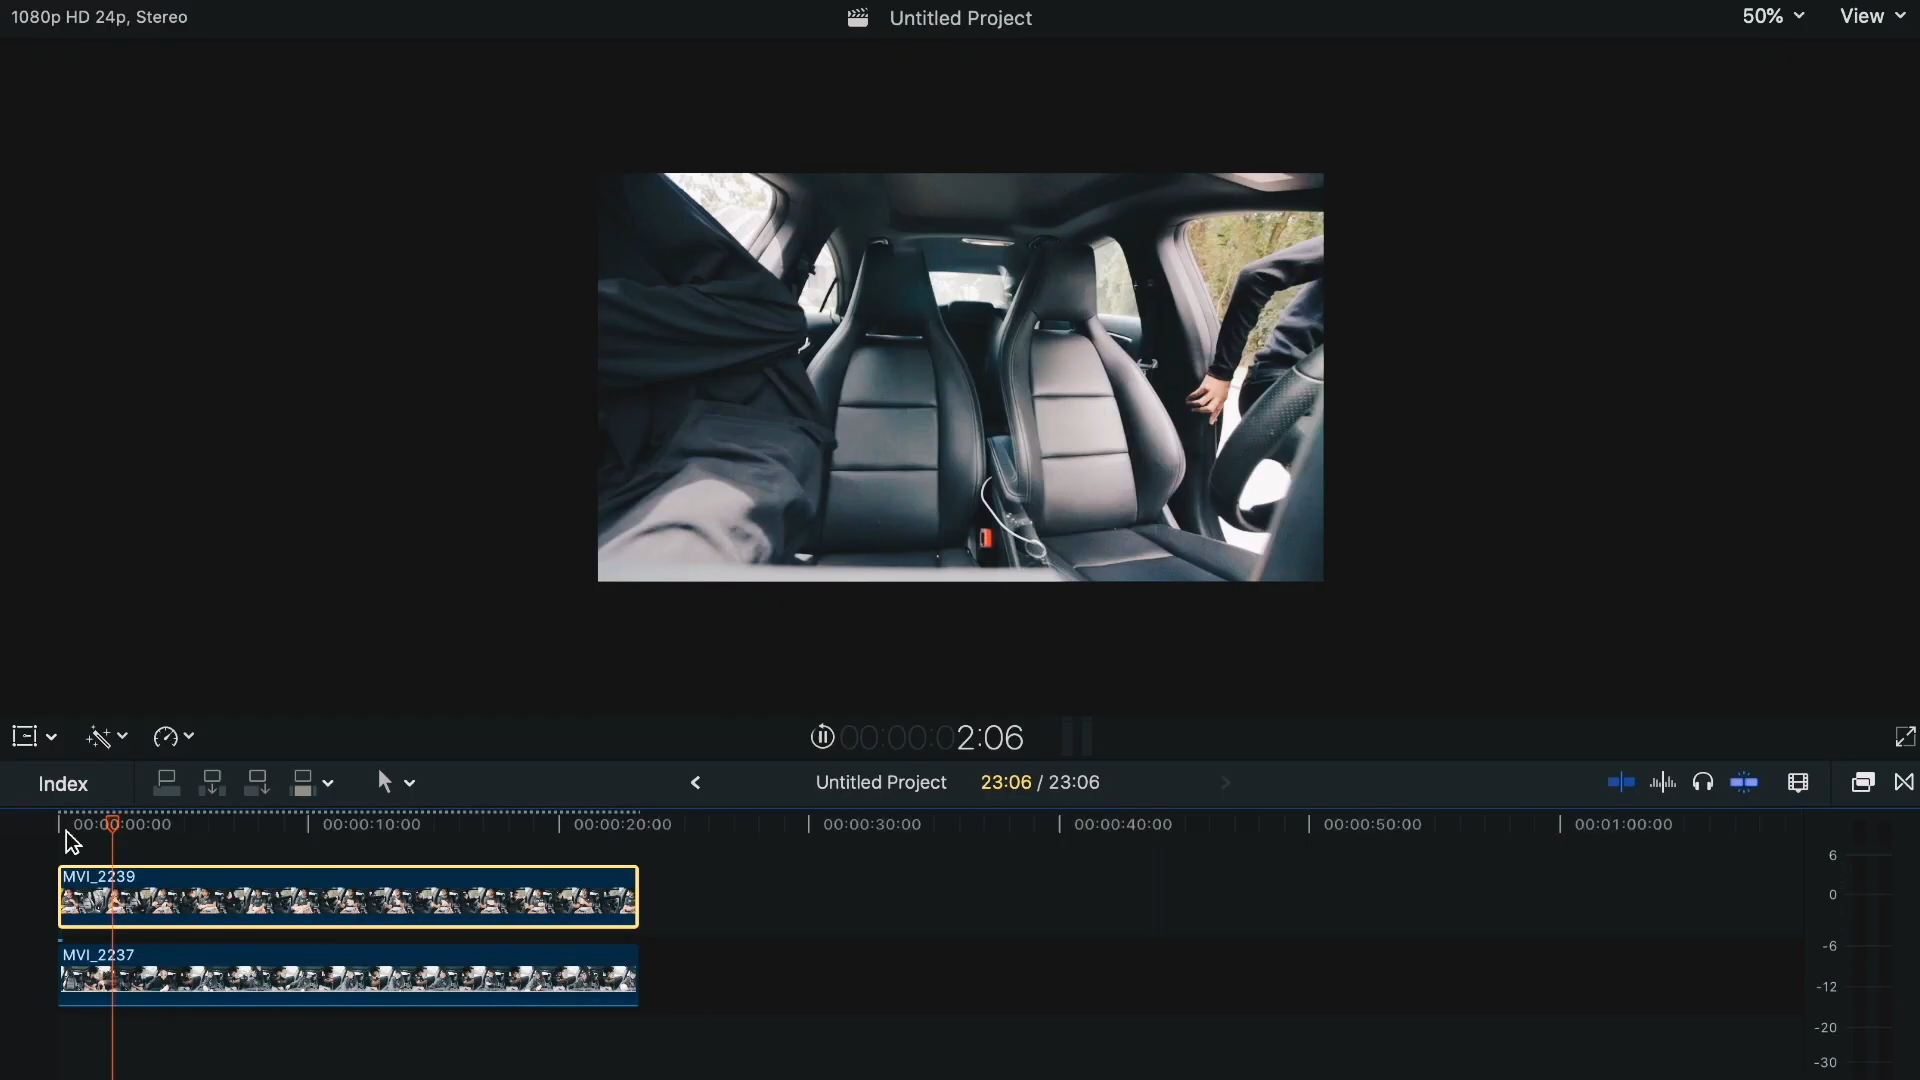 1080p HD 24p, Stereo
Untitled Project
50%
View
00:00:02:06
Index
Untitled Project
23:06 / 23:06
00:00:00:00
00:00:10:00
00:00:20:00
00:00:30:00
00:00:40:00
00:00:50:00
00:01:00:00
MVI_2239
MVI_2237
6
0
-6
-12
-20
-30